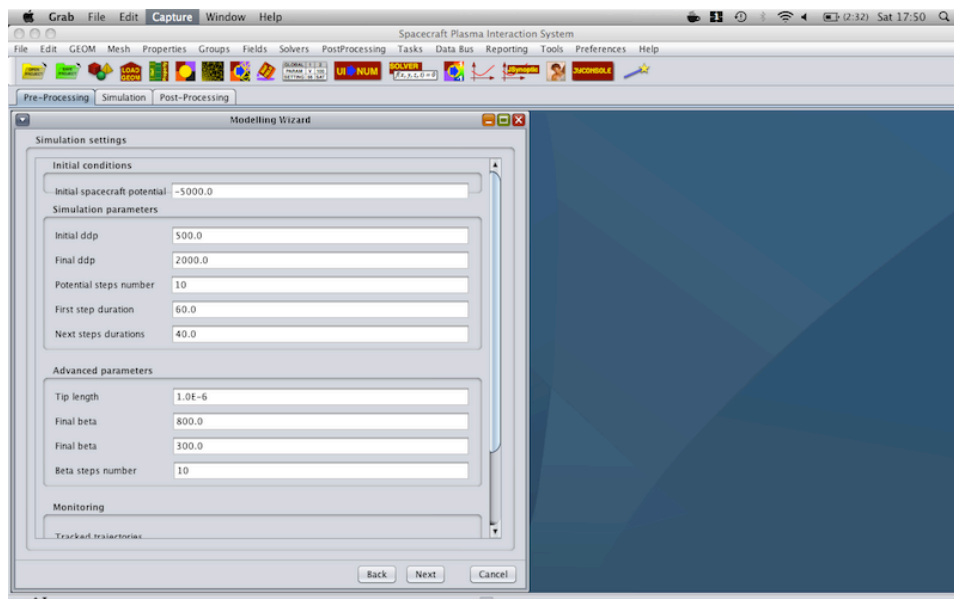 Grab File Edit Capture Window Help (2:32) Sat 17:50
Spacecraft Plasma Interaction System
File Edit GEOM Mesh Properties Groups Fields Solvers PostProcessing Tasks Data Bus Reporting Tools Preferences Help
LOAD GEOM UI NUM SOLVER JUCONSOLE
Pre-Processing Simulation Post-Processing
Modelling Wizard
Simulation settings
Initial conditions
Initial spacecraft potential -5000.0
Simulation parameters
Initial ddp 500.0
Final ddp 2000.0
Potential steps number 10
First step duration 60.0
Next steps durations 40.0
Advanced parameters
Tip length 1.0E-6
Final beta 800.0
Final beta 300.0
Beta steps number 10
Monitoring
Tracked trajectories
Back Next Cancel